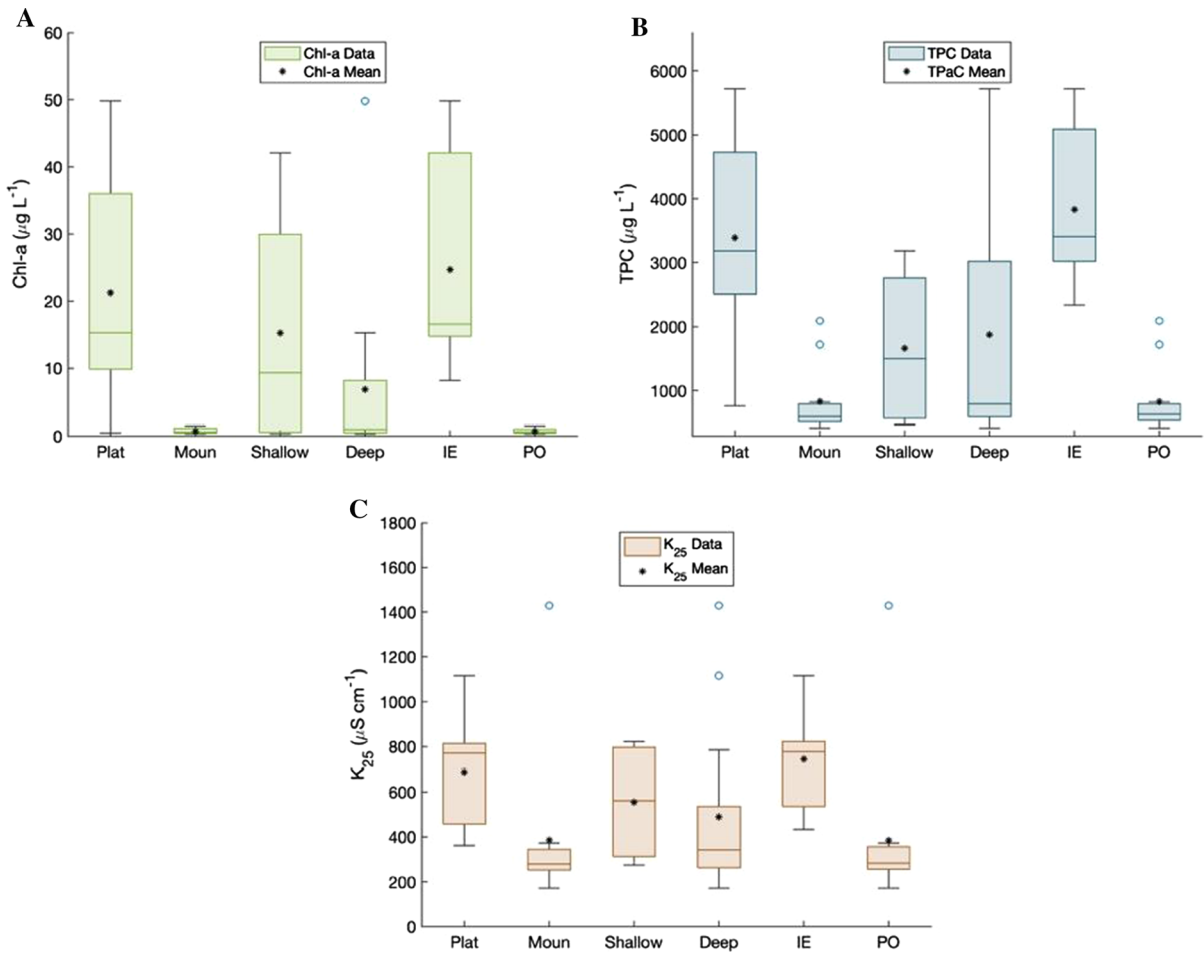 A
60
50
40
30
20
10
0
Chl-a (μg L⁻¹)
Chl-a Data
Chl-a Mean
Plat Moun Shallow Deep IE PO
B
6000
5000
4000
3000
2000
1000
TPC (μg L⁻¹)
TPC Data
TPaC Mean
Plat Moun Shallow Deep IE PO
C
1800
1600
1400
1200
1000
800
600
400
200
0
K₂₅ (μS cm⁻¹)
K₂₅ Data
K₂₅ Mean
Plat Moun Shallow Deep IE PO